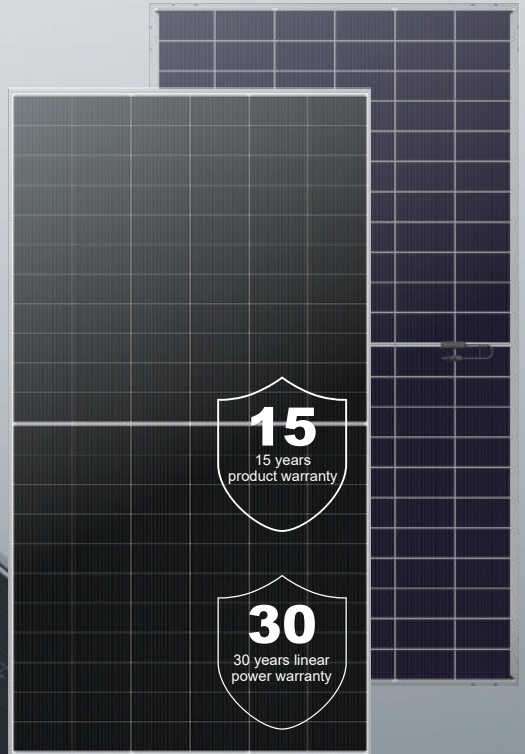 15
15 years
product warranty
30
30 years linear
power warranty